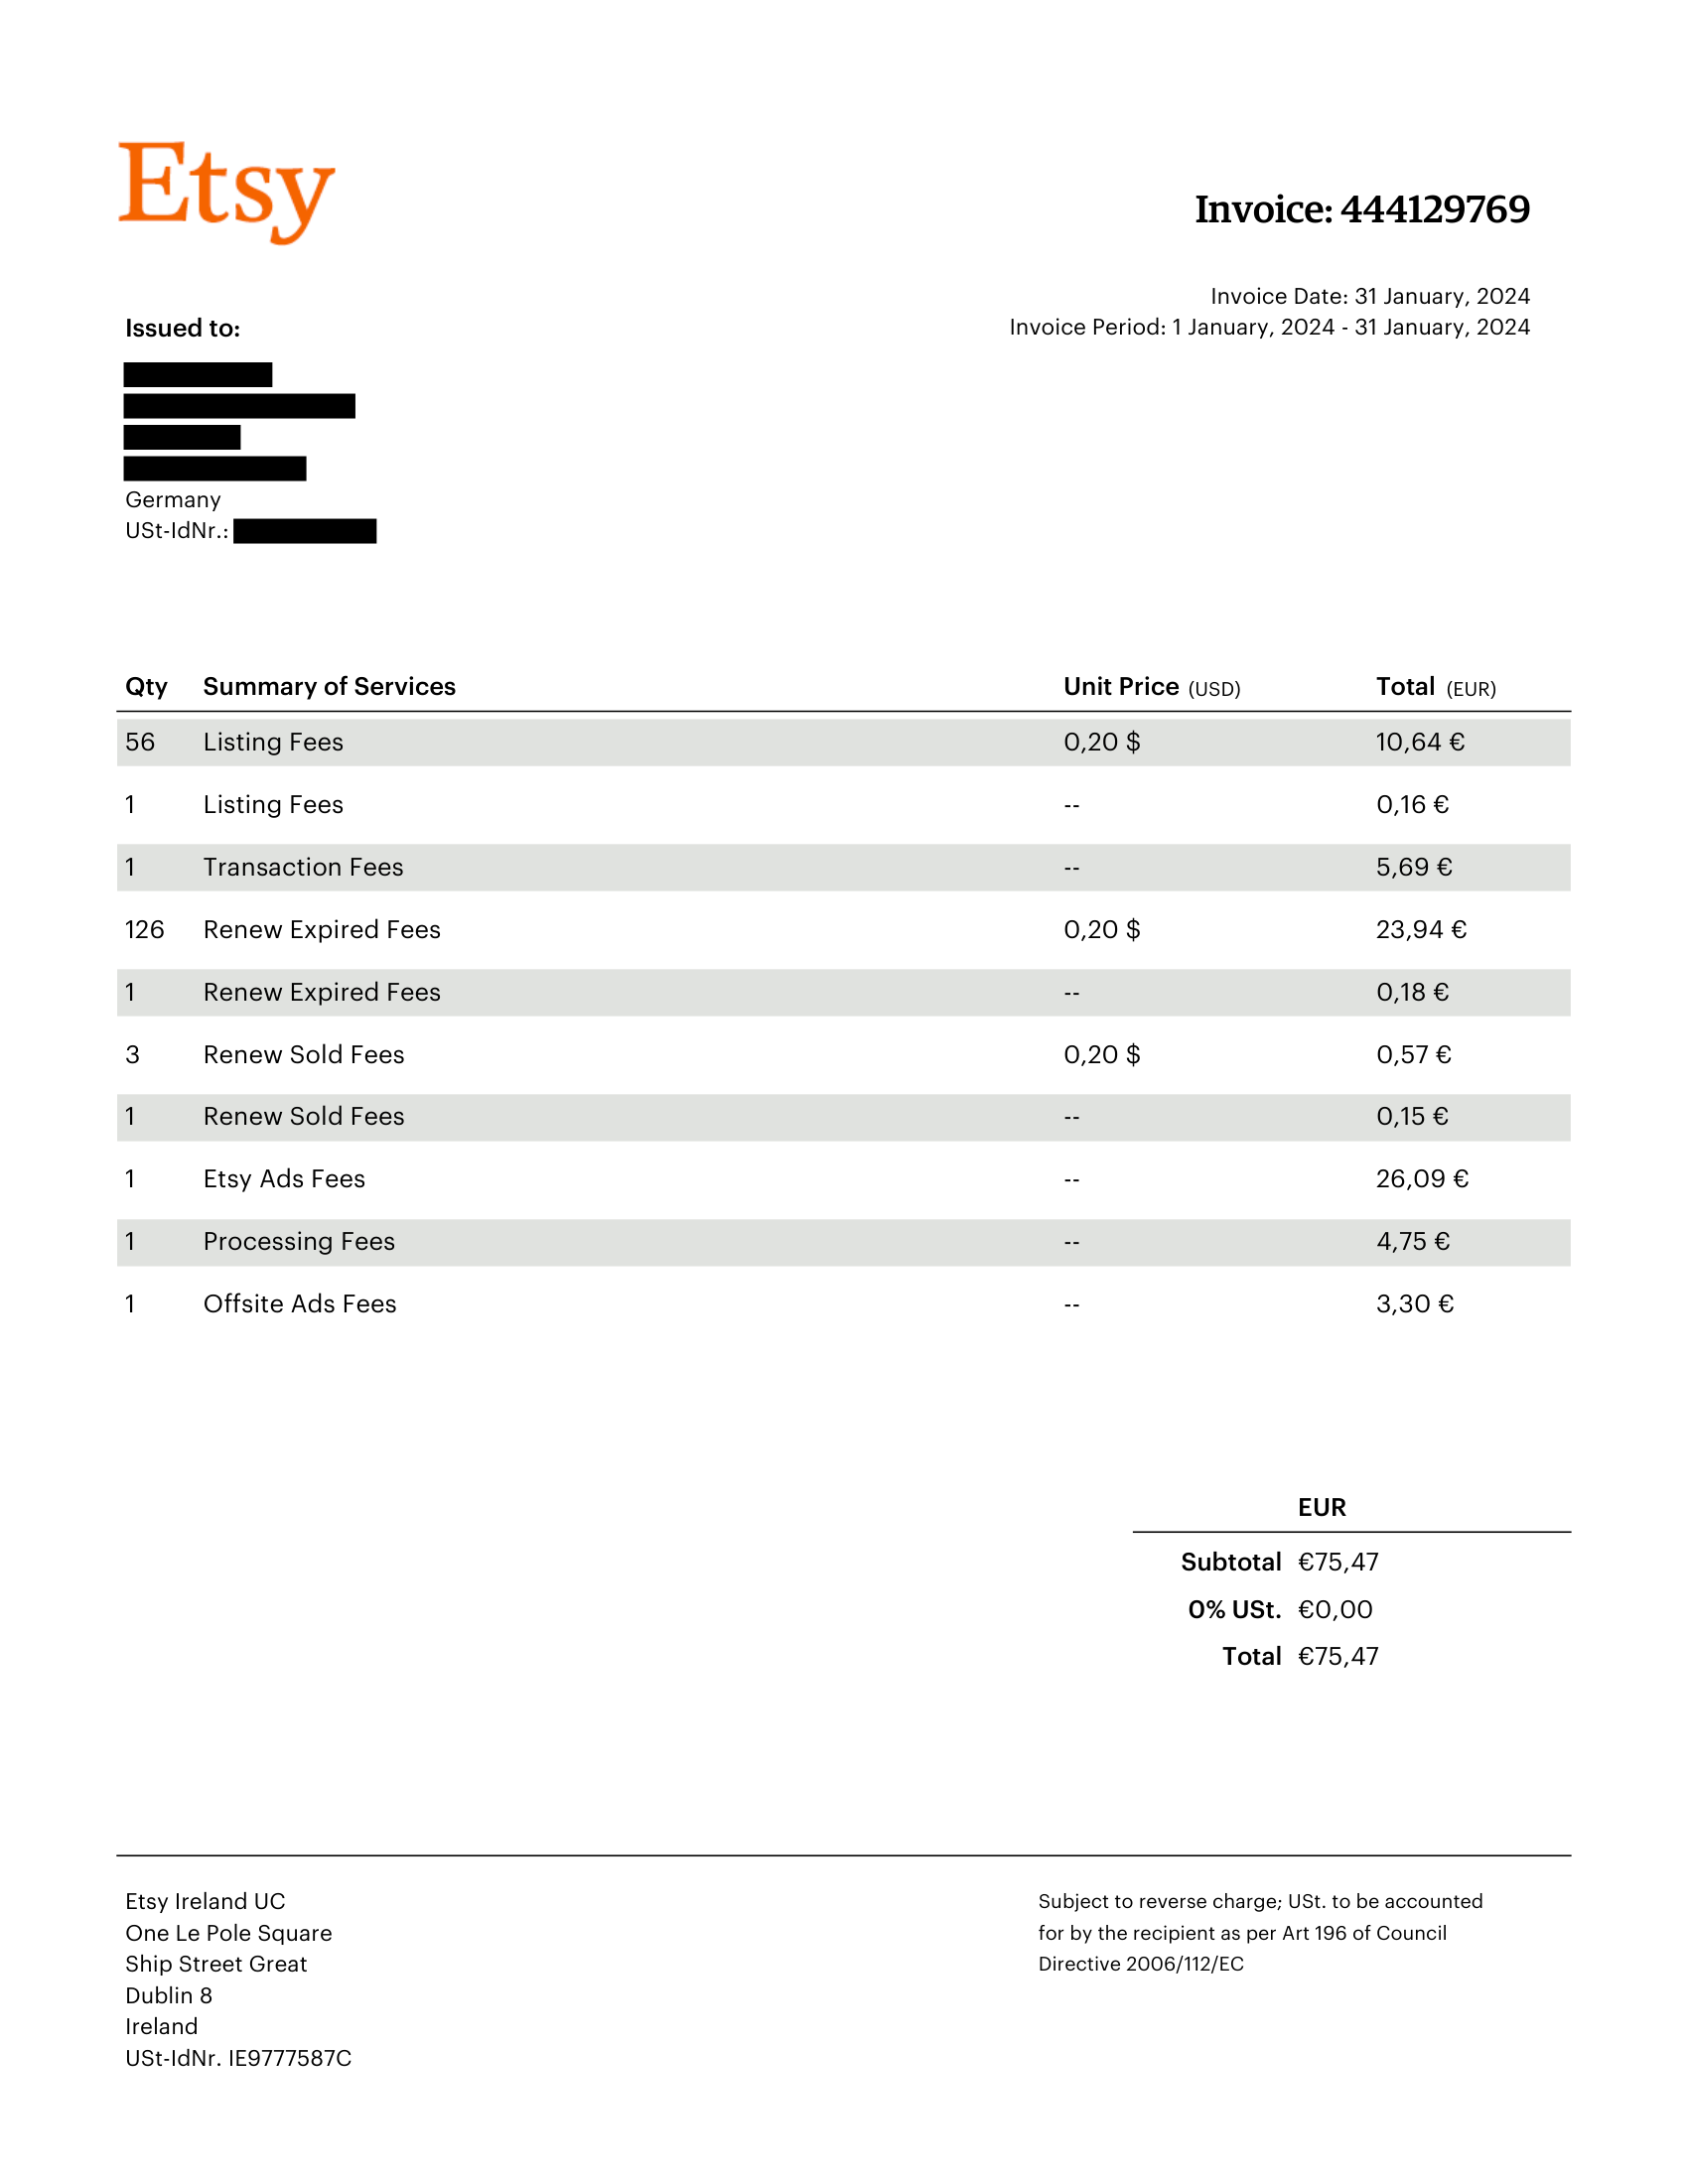 Etsy
Invoice: 444129769
Invoice Date: 31 January, 2024
Invoice Period: 1 January, 2024 - 31 January, 2024
Issued to:
Germany
USt-IdNr.:
Qty Summary of Services Unit Price (USD) Total (EUR)
56 Listing Fees 0,20 $ 10,64 €
1 Listing Fees -- 0,16 €
1 Transaction Fees -- 5,69 €
126 Renew Expired Fees 0,20 $ 23,94 €
1 Renew Expired Fees -- 0,18 €
3 Renew Sold Fees 0,20 $ 0,57 €
1 Renew Sold Fees -- 0,15 €
1 Etsy Ads Fees -- 26,09 €
1 Processing Fees -- 4,75 €
1 Offsite Ads Fees -- 3,30 €
EUR
Subtotal €75,47
0% USt. €0,00
Total €75,47
Etsy Ireland UC
One Le Pole Square
Ship Street Great
Dublin 8
Ireland
USt-IdNr. IE9777587C
Subject to reverse charge; USt. to be accounted
for by the recipient as per Art 196 of Council
Directive 2006/112/EC